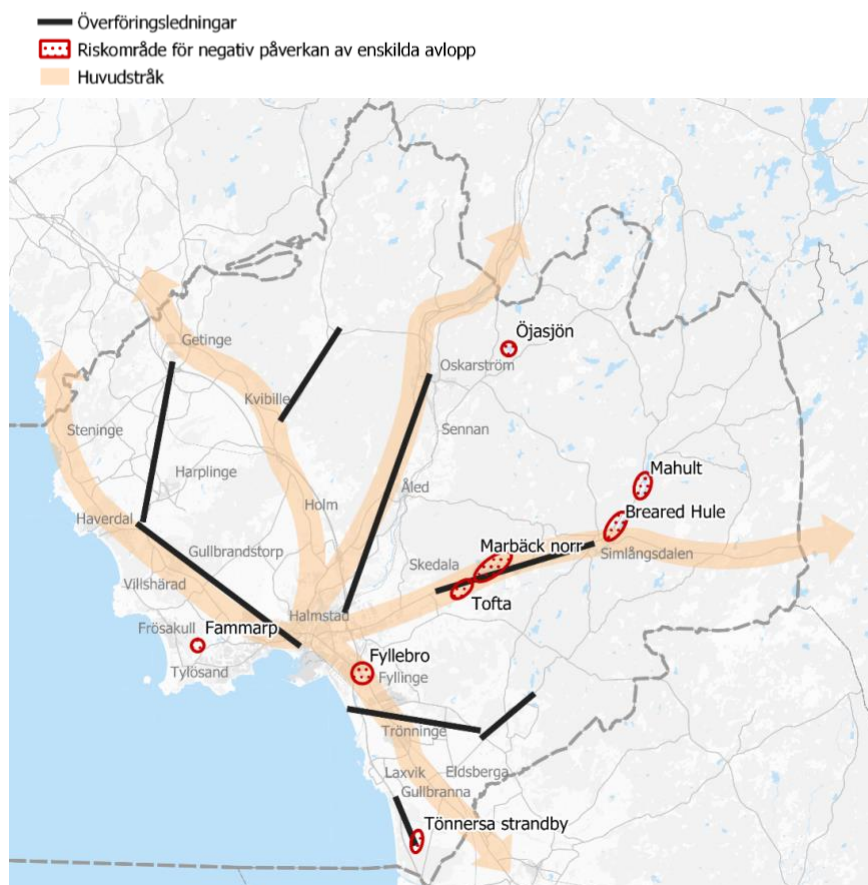 Överföringsledningar
Riskområde för negativ påverkan av enskilda avlopp
Huvudstråk
Getinge
Öjasjön
Oskarström
Kvibille
Steninge
Sennan
Harplinge
Mahult
Åled
Holm
Breared Hule
Haverdal
Gullbrandstorp
Marbäck norr
Simlångsdalen
Skedala
Villshärad
Tofta
Halmstad
Frösakull
Fammarp
Fyllebro
Tylösand
Fyllinge
Trönninge
Laxvik
Eldsberga
Gullbranna
Tönnersa strandby